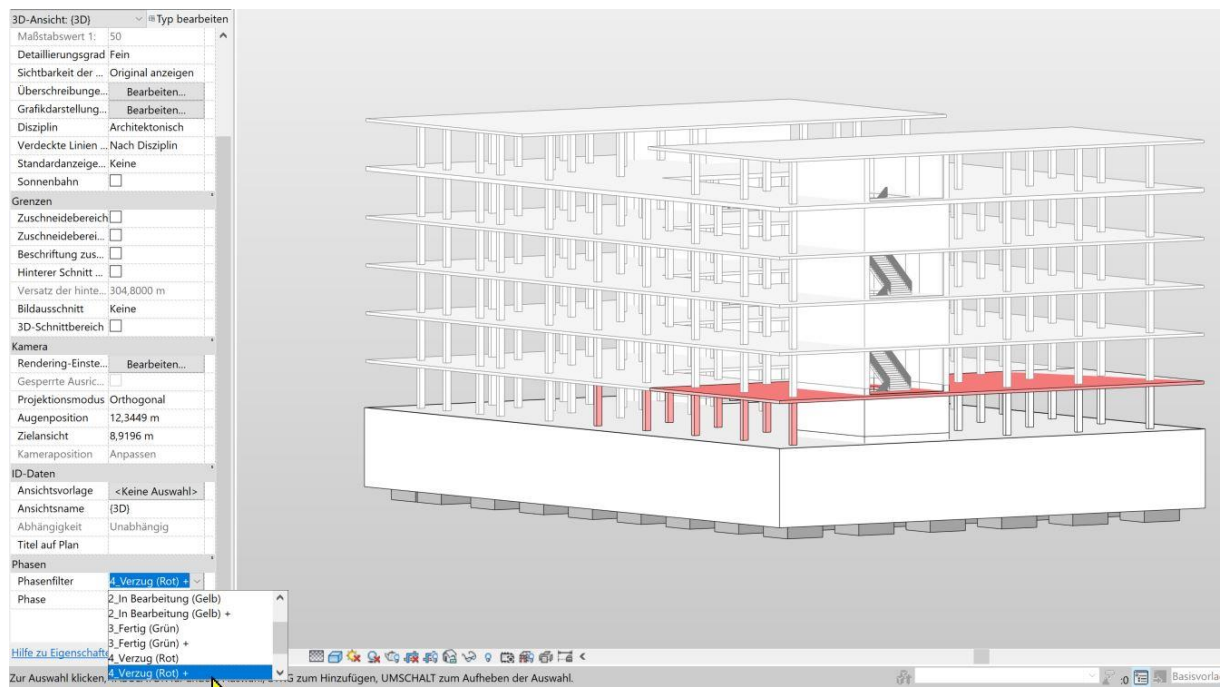 3D-Ansicht: {3D} Typ bearbeiten
Maßstabswert 1: 50
Detaillierungsgrad Fein
Sichtbarkeit der ... Original anzeigen
Überschreibunge... Bearbeiten...
Grafikdarstellung... Bearbeiten...
Disziplin Architektonisch
Verdeckte Linien ... Nach Disziplin
Standardanzeige... Keine
Sonnenbahn
Grenzen
Zuschneidebereich
Zuschneideberei...
Beschriftung zus...
Hinterer Schnitt ...
Versatz der hinte... 304,8000 m
Bildausschnitt Keine
3D-Schnittbereich
Kamera
Rendering-Einste... Bearbeiten...
Gesperrte Ausric...
Projektionsmodus Orthogonal
Augenposition 12,3449 m
Zielansicht 8,9196 m
Kameraposition Anpassen
ID-Daten
Ansichtsvorlage <Keine Auswahl>
Ansichtsname {3D}
Abhängigkeit Unabhängig
Titel auf Plan
Phasen
Phasenfilter 4_Verzug (Rot) +
Phase
2_In Bearbeitung (Gelb)
2_In Bearbeitung (Gelb) +
3_Fertig (Grün)
3_Fertig (Grün) +
4_Verzug (Rot)
4_Verzug (Rot) +
Hilfe zu Eigenschafte
Zur Auswahl klicken, zum Hinzufügen, UMSCHALT zum Aufheben der Auswahl.
:0 Basisvorla